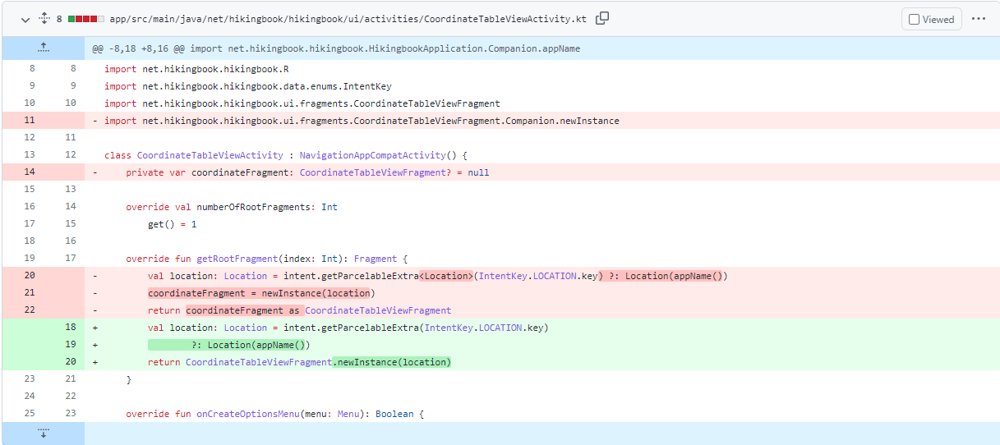 8 app/src/main/java/net/hikingbook/hikingbook/ui/activities/CoordinateTableViewActivity.kt Viewed
@@ -8,18 +8,16 @@ import net.hikingbook.hikingbook.HikingbookApplication.Companion.appName
8 8 import net.hikingbook.hikingbook.R
9 9 import net.hikingbook.hikingbook.data.enums.IntentKey
10 10 import net.hikingbook.hikingbook.ui.fragments.CoordinateTableViewFragment
11 - import net.hikingbook.hikingbook.ui.fragments.CoordinateTableViewFragment.Companion.newInstance
12 11
13 12 class CoordinateTableViewActivity : NavigationAppCompatActivity() {
14 - private var coordinateFragment: CoordinateTableViewFragment? = null
15 13
16 14 override val numberOfRootFragments: Int
17 15 get() = 1
18 16
19 17 override fun getRootFragment(index: Int): Fragment {
20 - val location: Location = intent.getParcelableExtra<Location>(IntentKey.LOCATION.key) ?: Location(appName())
21 - coordinateFragment = newInstance(location)
22 - return coordinateFragment as CoordinateTableViewFragment
18 + val location: Location = intent.getParcelableExtra(IntentKey.LOCATION.key)
19 + ?: Location(appName())
20 + return CoordinateTableViewFragment.newInstance(location)
23 21 }
24 22
25 23 override fun onCreateOptionsMenu(menu: Menu): Boolean {